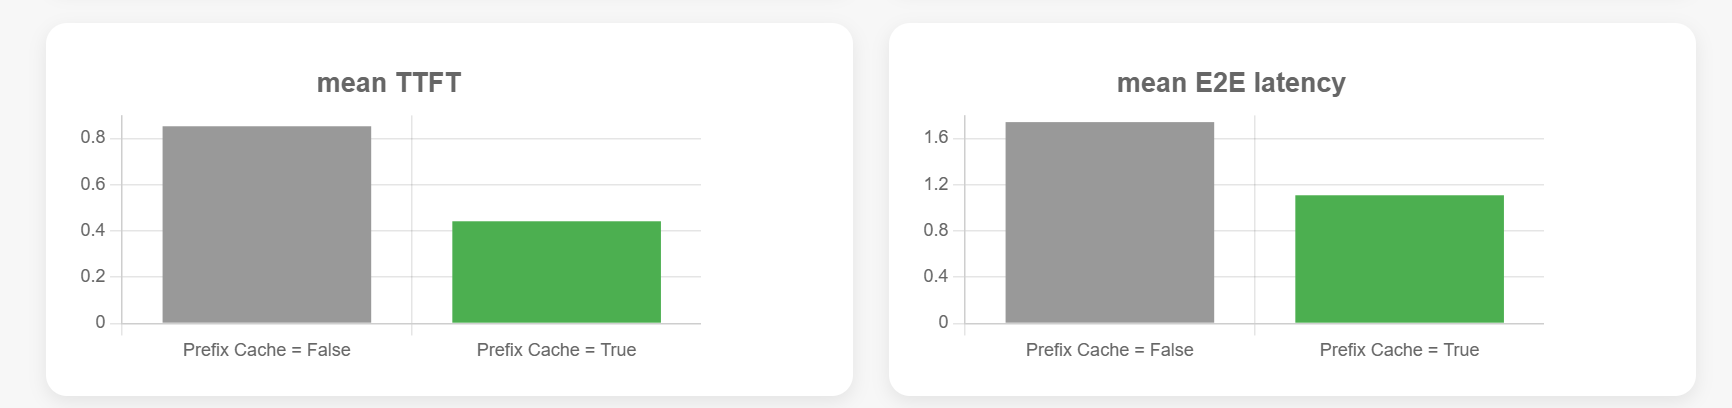 mean TTFT
0.8
0.6
0.4
0.2
0
Prefix Cache = False
Prefix Cache = True
mean E2E latency
1.6
1.2
0.8
0.4
0
Prefix Cache = False
Prefix Cache = True